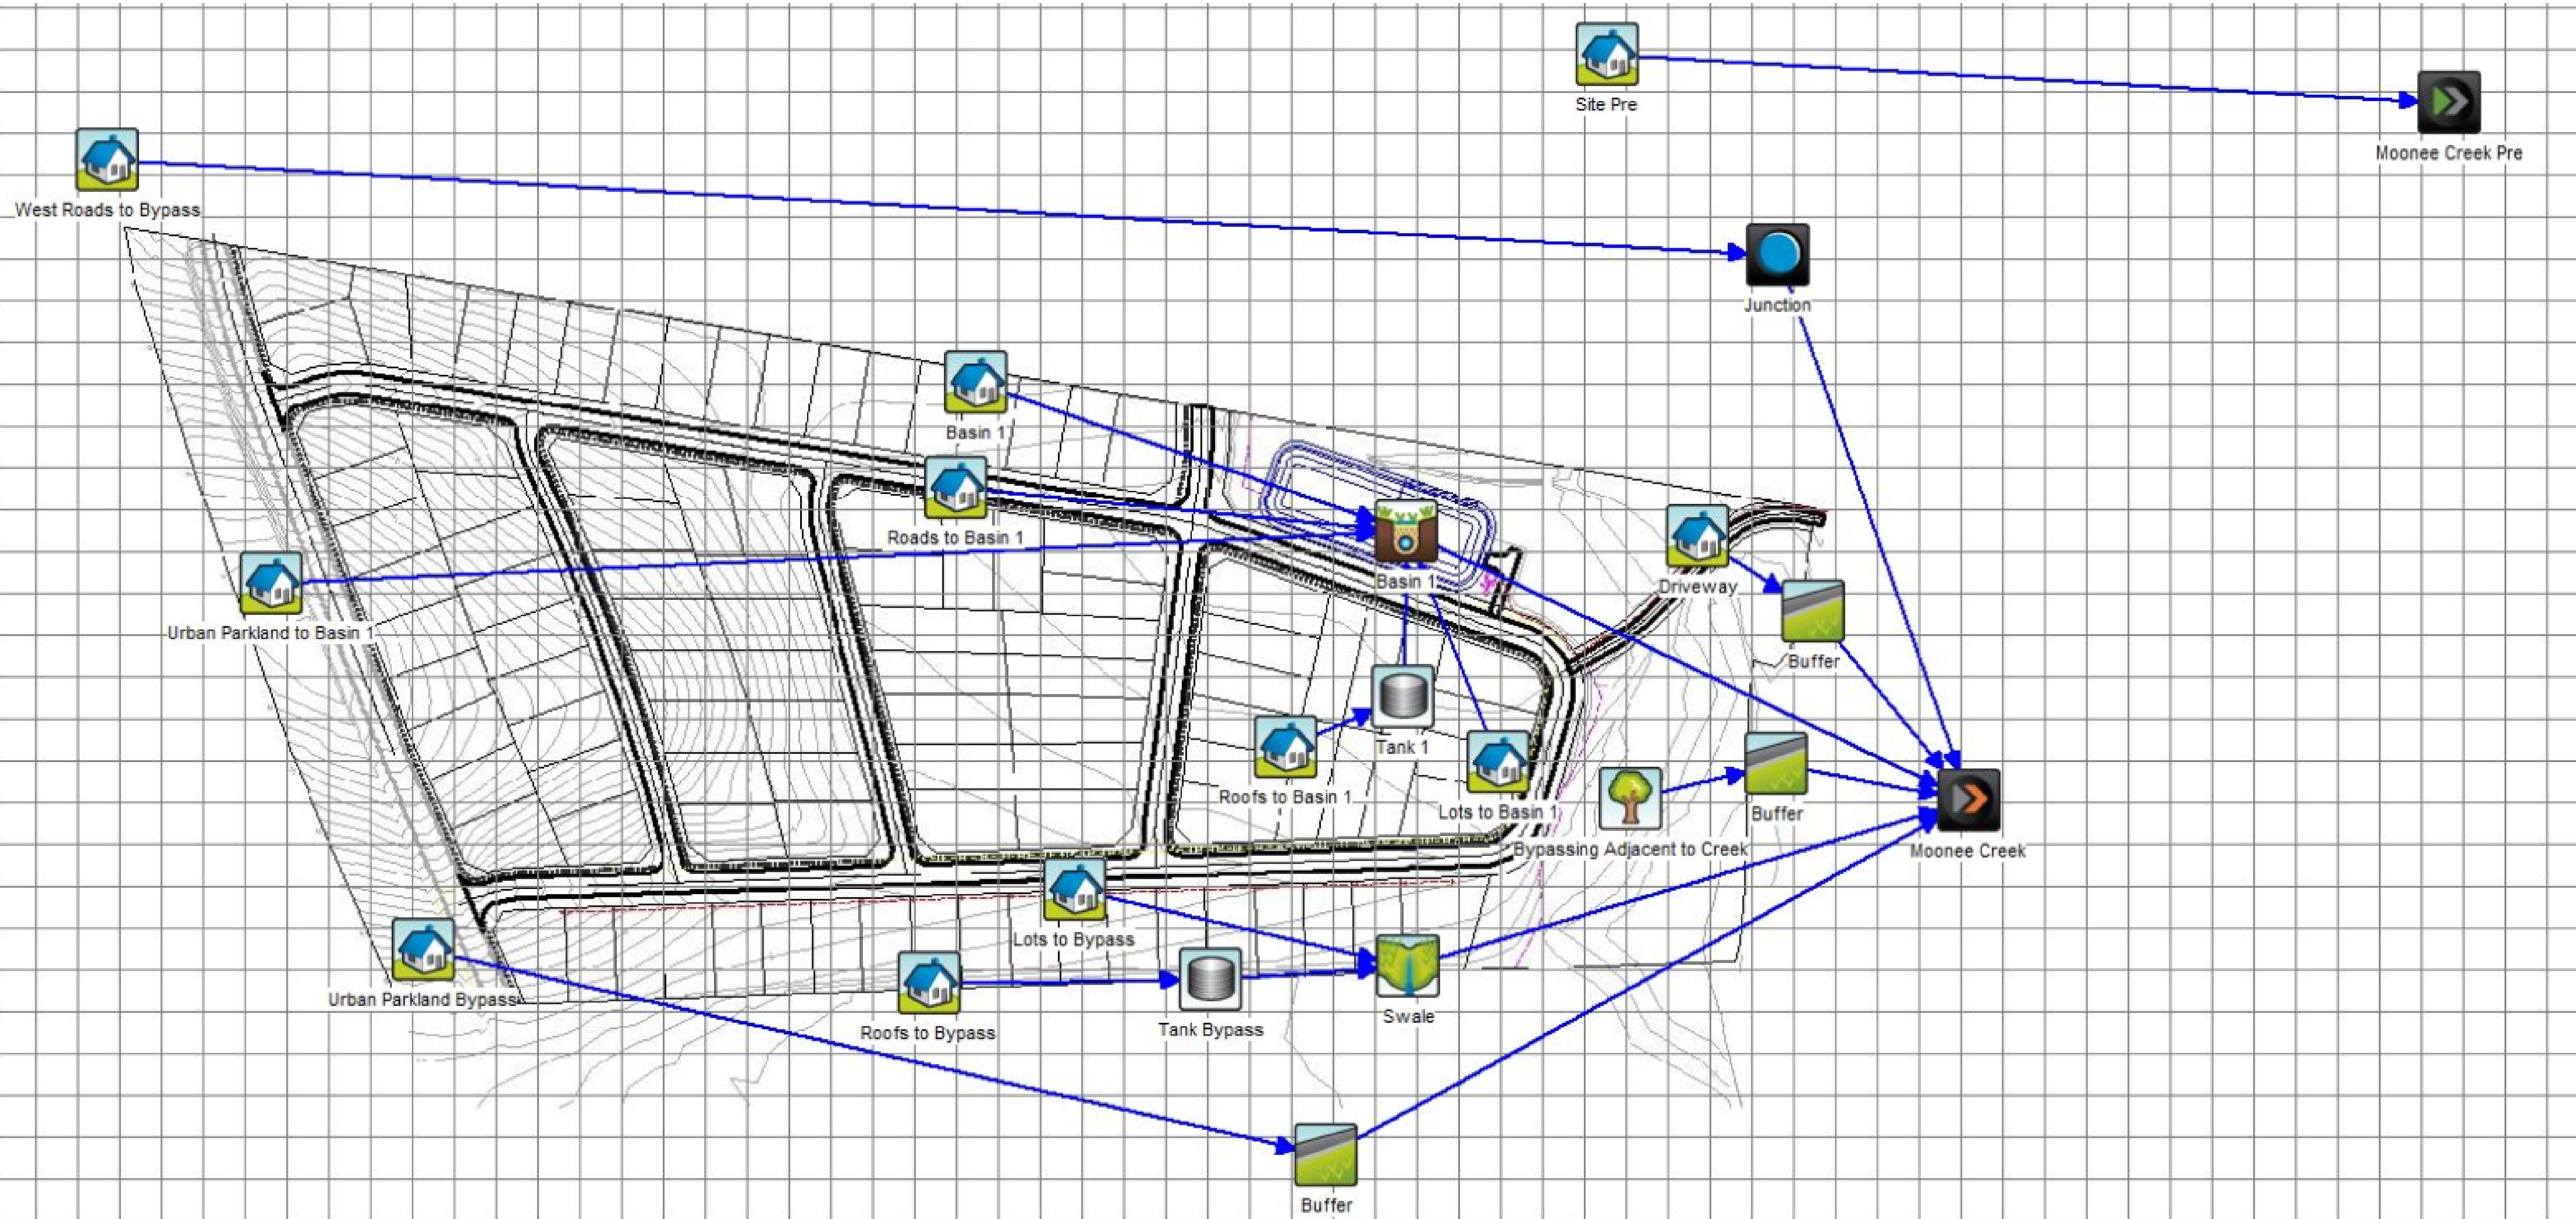 Site Pre
Moonee Creek Pre
West Roads to Bypass
Junction
Basin 1
Roads to Basin 1
Basin 1
Driveway
Urban Parkland to Basin 1
Buffer
Tank 1
Roofs to Basin 1
Lots to Basin 1
Buffer
Bypassing Adjacent to Creek
Moonee Creek
Lots to Bypass
Urban Parkland Bypass
Roofs to Bypass
Tank Bypass
Swale
Buffer